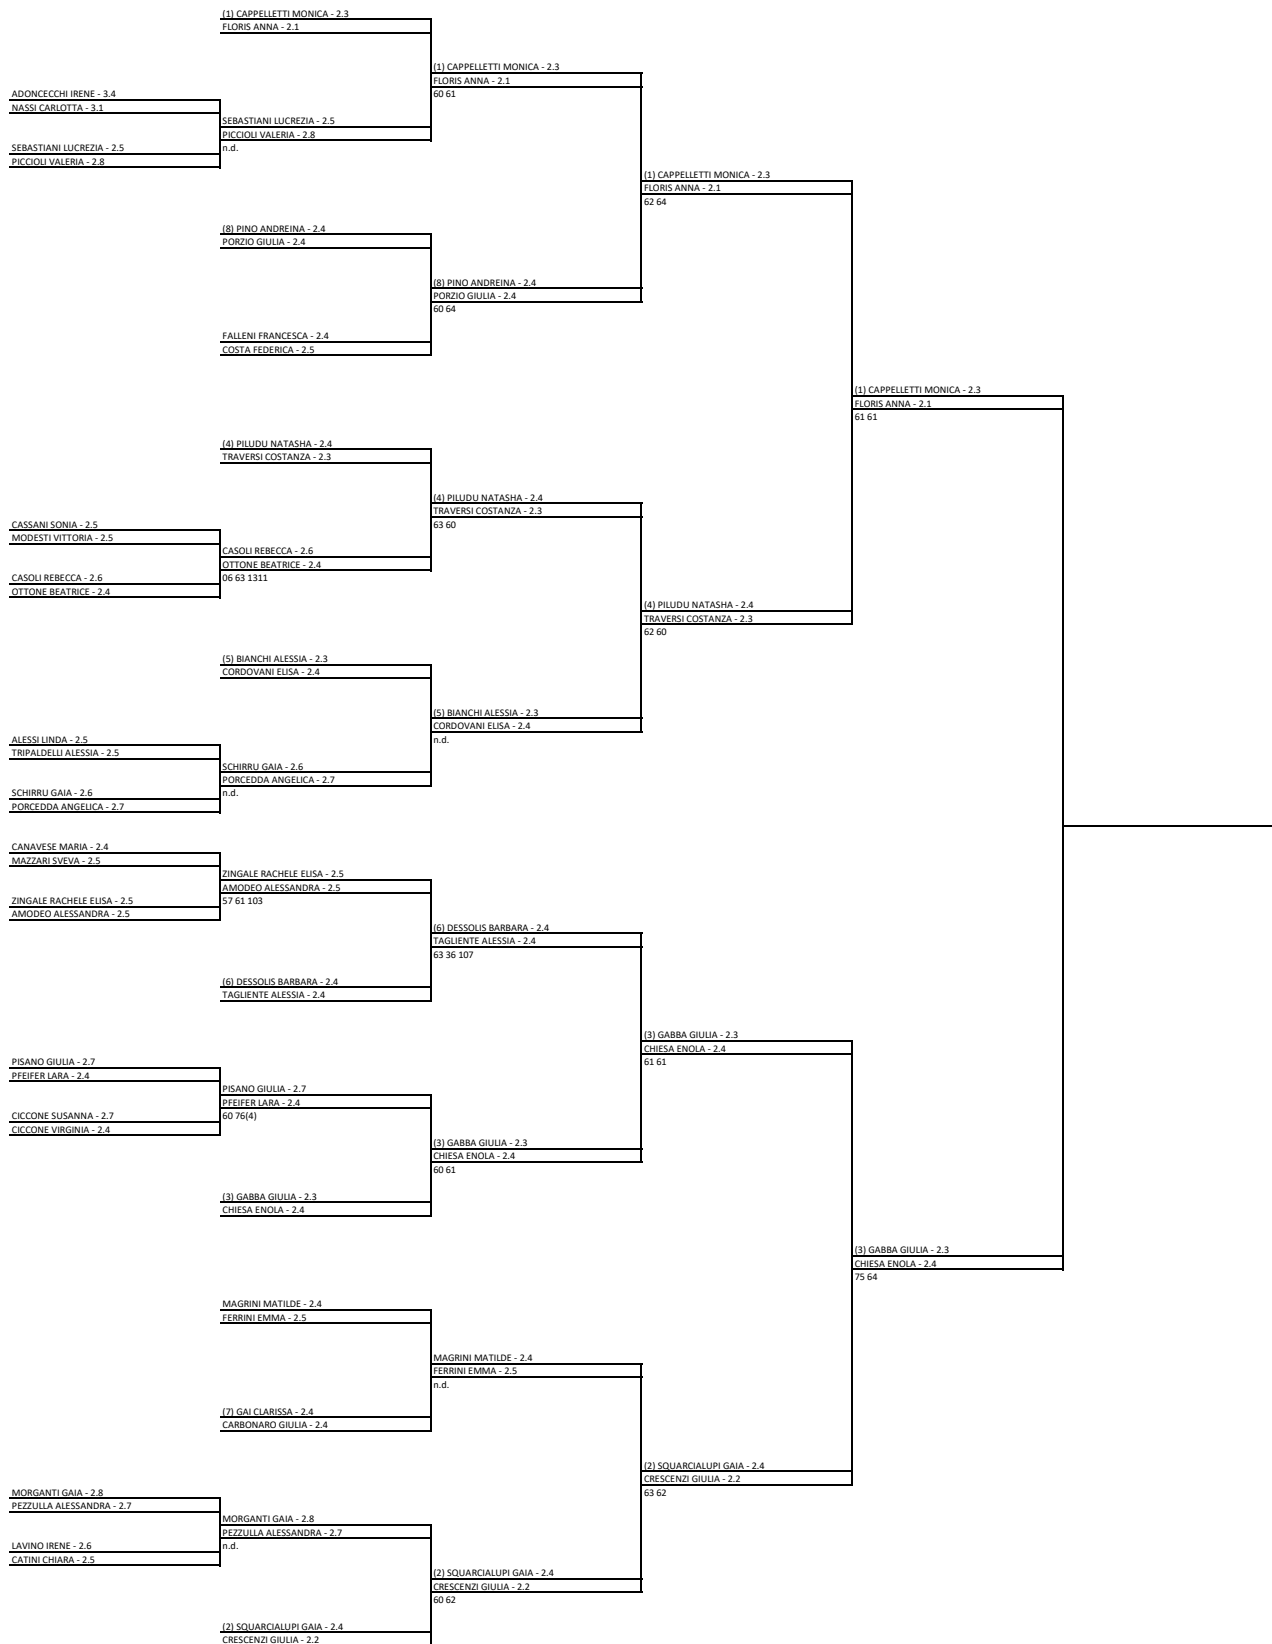 (1) CAPPELLETTI MONICA - 2.3
FLORIS ANNA - 2.1
(1) CAPPELLETTI MONICA - 2.3
FLORIS ANNA - 2.1
60 61
ADONCECCHI IRENE - 3.4
NASSI CARLOTTA - 3.1
SEBASTIANI LUCREZIA - 2.5
PICCIOLI VALERIA - 2.8
n.d.
SEBASTIANI LUCREZIA - 2.5
PICCIOLI VALERIA - 2.8
(1) CAPPELLETTI MONICA - 2.3
FLORIS ANNA - 2.1
62 64
(8) PINO ANDREINA - 2.4
PORZIO GIULIA - 2.4
(8) PINO ANDREINA - 2.4
PORZIO GIULIA - 2.4
60 64
FALLENI FRANCESCA - 2.4
COSTA FEDERICA - 2.5
(1) CAPPELLETTI MONICA - 2.3
FLORIS ANNA - 2.1
61 61
(4) PILUDU NATASHA - 2.4
TRAVERSI COSTANZA - 2.3
(4) PILUDU NATASHA - 2.4
TRAVERSI COSTANZA - 2.3
63 60
CASSANI SONIA - 2.5
MODESTI VITTORIA - 2.5
CASOLI REBECCA - 2.6
OTTONE BEATRICE - 2.4
06 63 1311
CASOLI REBECCA - 2.6
OTTONE BEATRICE - 2.4
(4) PILUDU NATASHA - 2.4
TRAVERSI COSTANZA - 2.3
62 60
(5) BIANCHI ALESSIA - 2.3
CORDOVANI ELISA - 2.4
(5) BIANCHI ALESSIA - 2.3
CORDOVANI ELISA - 2.4
n.d.
ALESSI LINDA - 2.5
TRIPALDELLI ALESSIA - 2.5
SCHIRRU GAIA - 2.6
PORCEDDA ANGELICA - 2.7
n.d.
SCHIRRU GAIA - 2.6
PORCEDDA ANGELICA - 2.7
CANAVESE MARIA - 2.4
MAZZARI SVEVA - 2.5
ZINGALE RACHELE ELISA - 2.5
AMODEO ALESSANDRA - 2.5
57 61 103
ZINGALE RACHELE ELISA - 2.5
AMODEO ALESSANDRA - 2.5
(6) DESSOLIS BARBARA - 2.4
TAGLIENTE ALESSIA - 2.4
63 36 107
(6) DESSOLIS BARBARA - 2.4
TAGLIENTE ALESSIA - 2.4
(3) GABBA GIULIA - 2.3
CHIESA ENOLA - 2.4
61 61
PISANO GIULIA - 2.7
PFEIFER LARA - 2.4
PISANO GIULIA - 2.7
PFEIFER LARA - 2.4
60 76(4)
CICCONE SUSANNA - 2.7
CICCONE VIRGINIA - 2.4
(3) GABBA GIULIA - 2.3
CHIESA ENOLA - 2.4
60 61
(3) GABBA GIULIA - 2.3
CHIESA ENOLA - 2.4
(3) GABBA GIULIA - 2.3
CHIESA ENOLA - 2.4
75 64
MAGRINI MATILDE - 2.4
FERRINI EMMA - 2.5
MAGRINI MATILDE - 2.4
FERRINI EMMA - 2.5
n.d.
(7) GAI CLARISSA - 2.4
CARBONARO GIULIA - 2.4
(2) SQUARCIALUPI GAIA - 2.4
CRESCENZI GIULIA - 2.2
63 62
MORGANTI GAIA - 2.8
PEZZULLA ALESSANDRA - 2.7
MORGANTI GAIA - 2.8
PEZZULLA ALESSANDRA - 2.7
n.d.
LAVINO IRENE - 2.6
CATINI CHIARA - 2.5
(2) SQUARCIALUPI GAIA - 2.4
CRESCENZI GIULIA - 2.2
60 62
(2) SQUARCIALUPI GAIA - 2.4
CRESCENZI GIULIA - 2.2